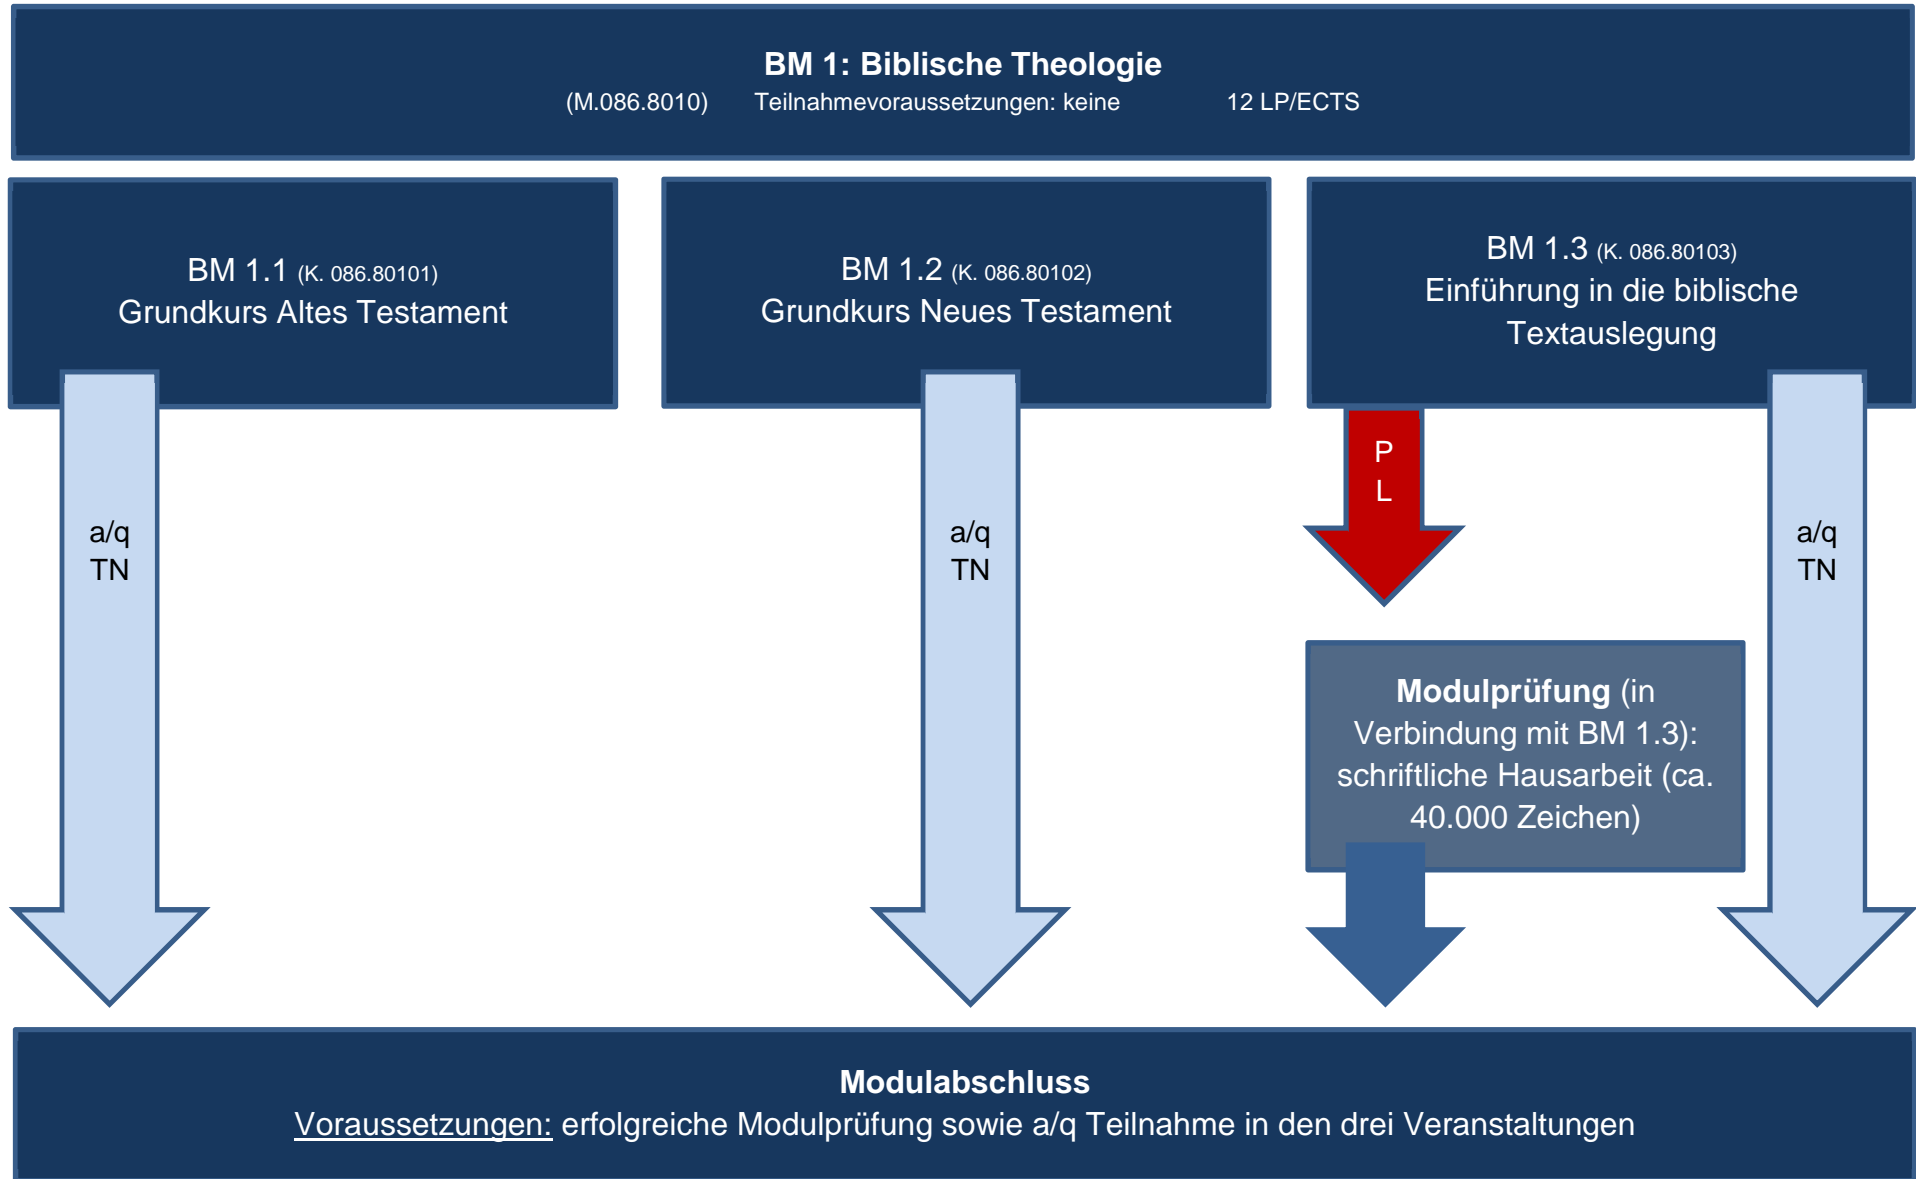 BM 1: Biblische Theologie
(M.086.8010) Teilnahmevoraussetzungen: keine 12 LP/ECTS
BM 1.1 (K. 086.80101)
Grundkurs Altes Testament
BM 1.2 (K. 086.80102)
Grundkurs Neues Testament
BM 1.3 (K. 086.80103)
Einführung in die biblische
Textauslegung
a/q
TN
a/q
TN
P
L
a/q
TN
Modulprüfung (in
Verbindung mit BM 1.3):
schriftliche Hausarbeit (ca.
40.000 Zeichen)
Modulabschluss
Voraussetzungen: erfolgreiche Modulprüfung sowie a/q Teilnahme in den drei Veranstaltungen